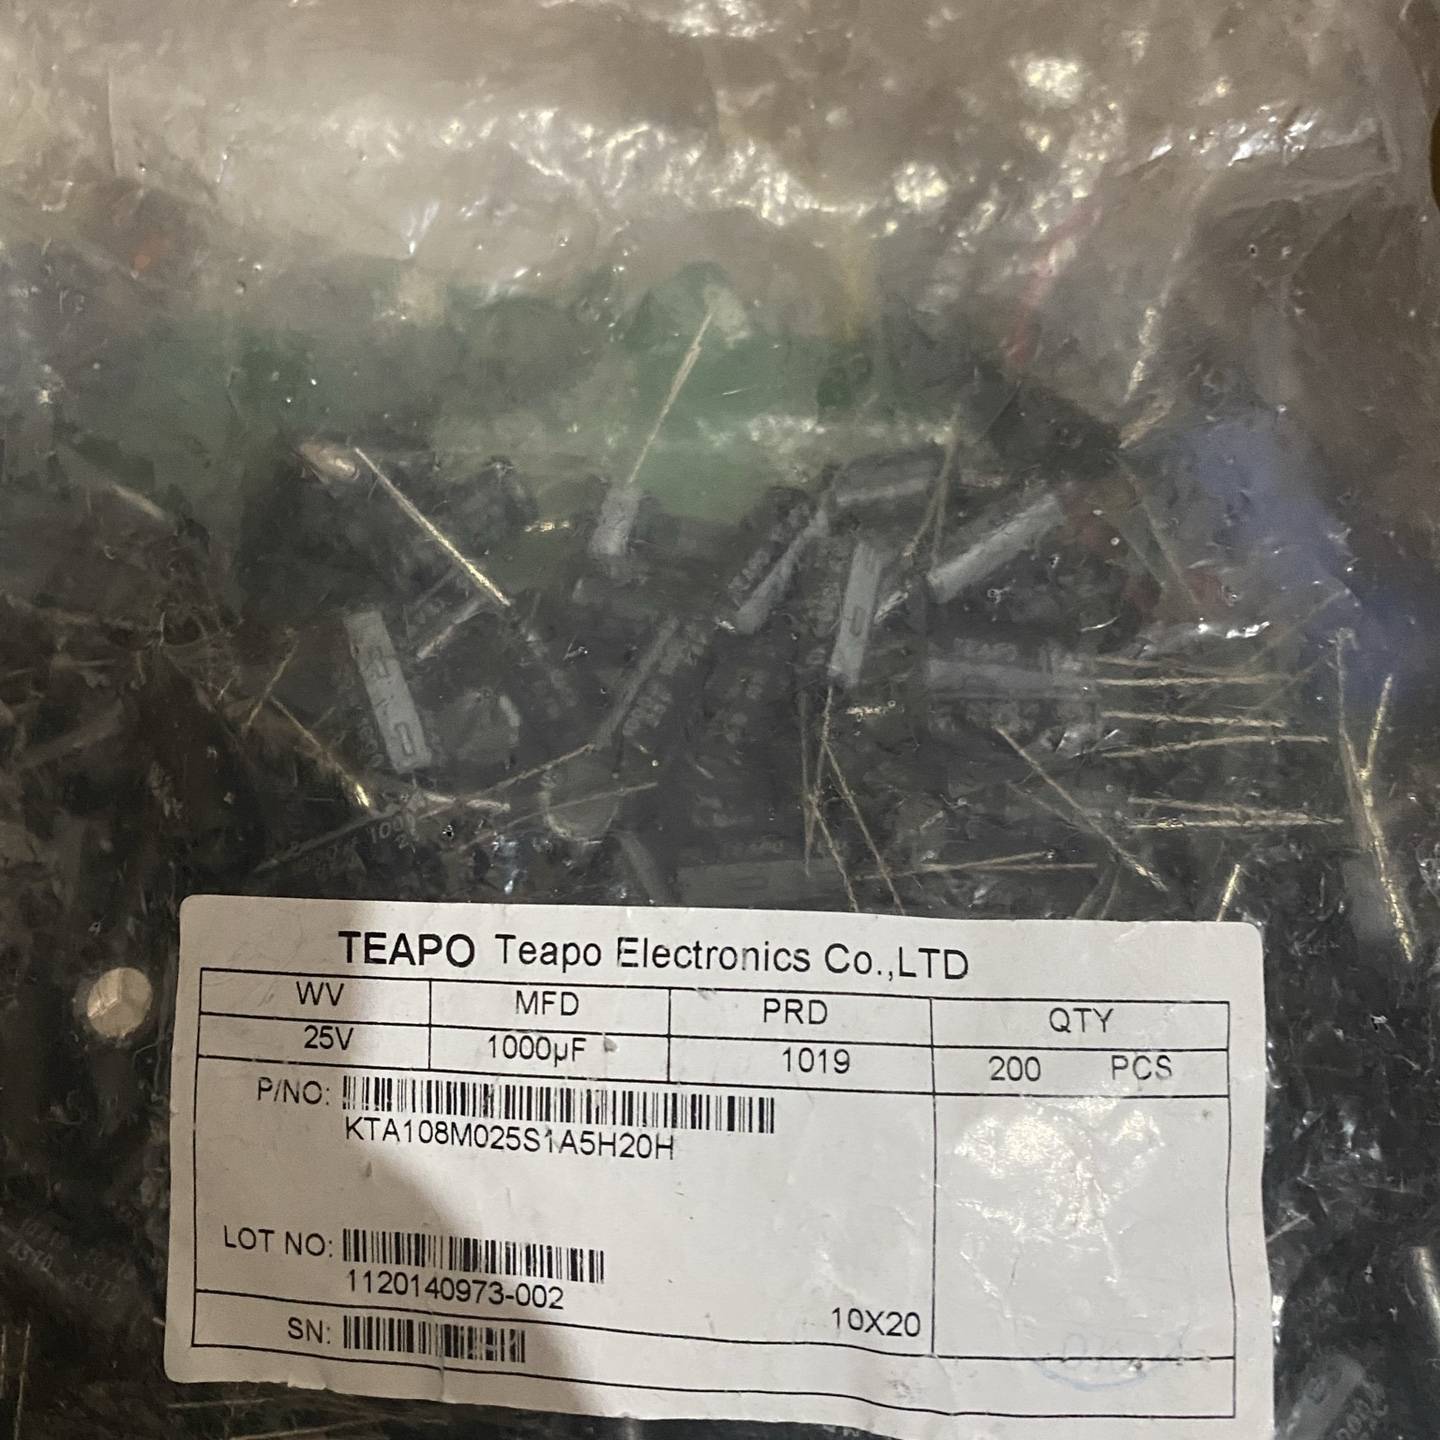 TEAPO Teapo Electronics Co.,LTD
WV MFD PRD QTY
25V 1000µF 1019 200 PCS
P/NO:
KTA108M025S1A5H20H
LOT NO:
1120140973-002
10X20
SN: